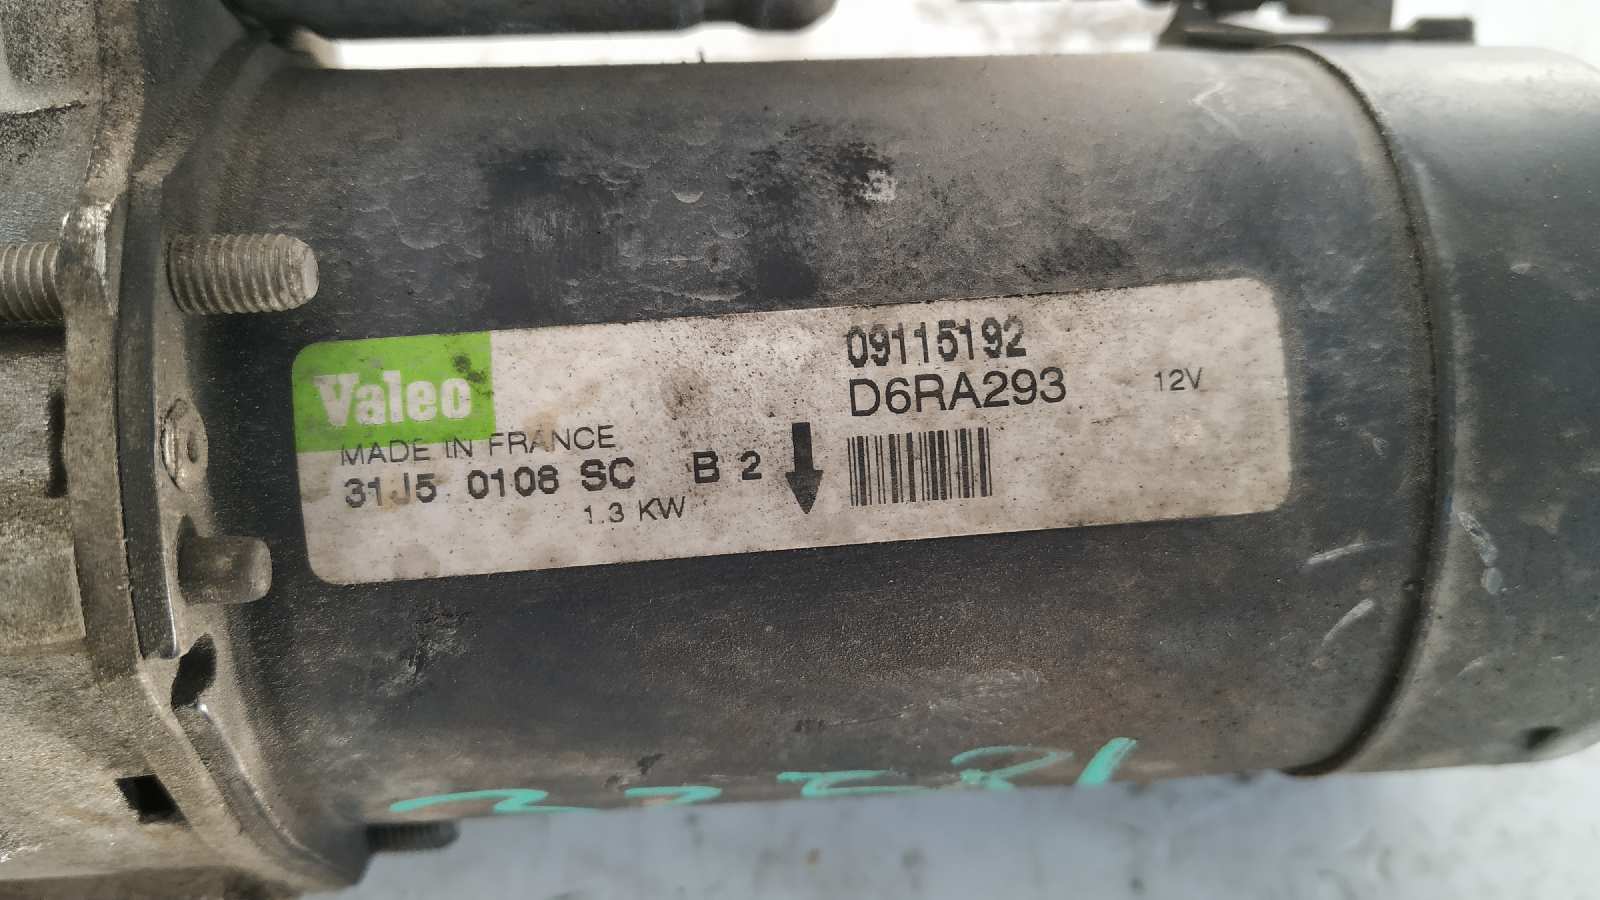 Valeo
MADE IN FRANCE
31J5 0108 SC B 2
1.3 KW
09115192
D6RA293
12V